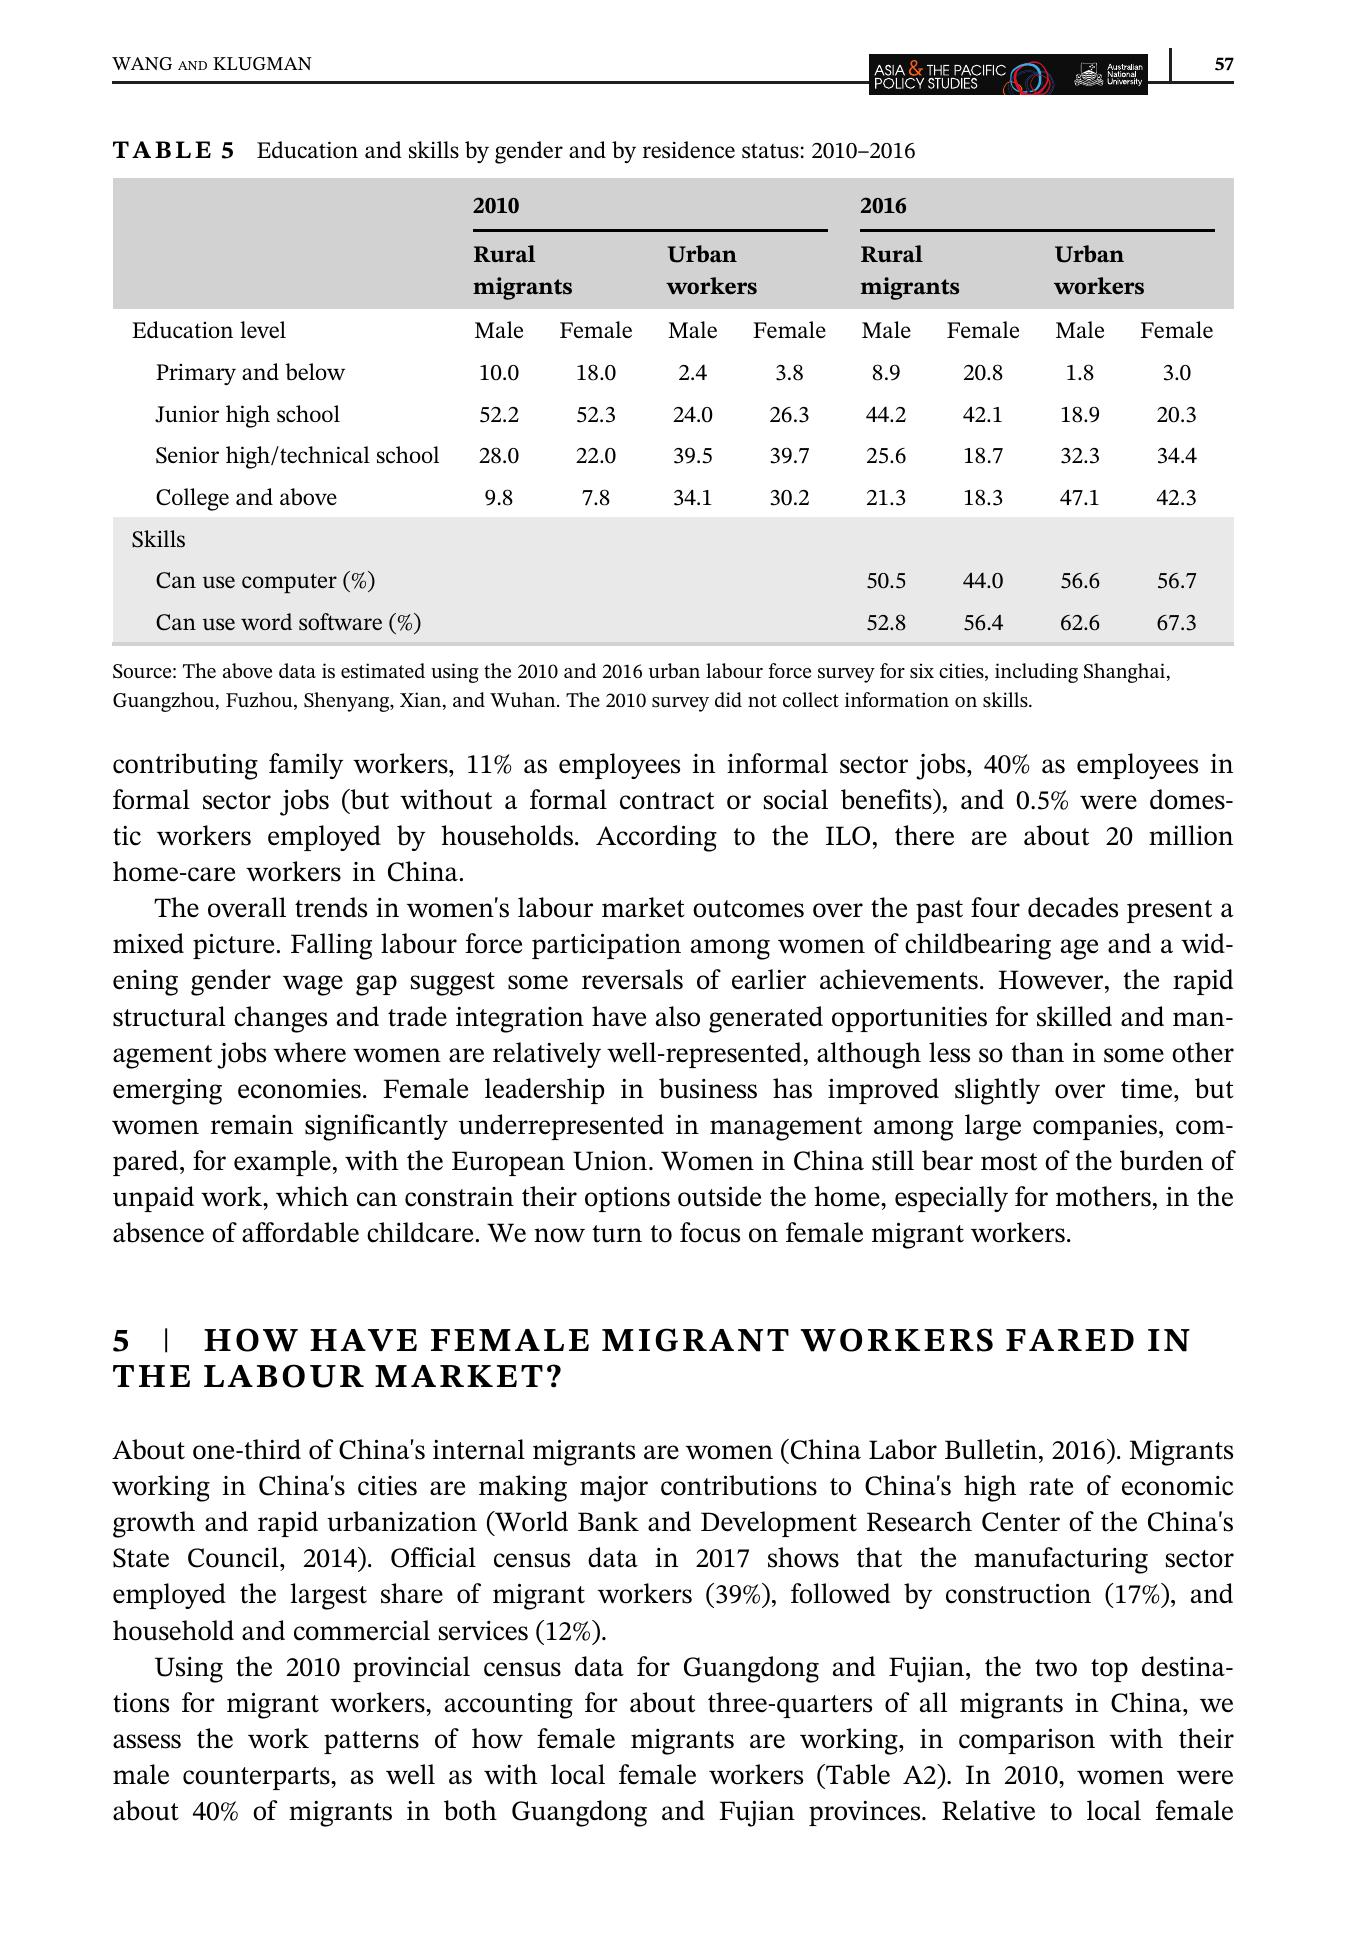 WANG AND KLUGMAN
ASIA & THE PACIFIC
POLICY STUDIES
Australian
National
University
57
TABLE 5 Education and skills by gender and by residence status: 2010–2016
2010 2016
Rural migrants Urban workers Rural migrants Urban workers
Education level Male Female Male Female Male Female Male Female
Primary and below 10.0 18.0 2.4 3.8 8.9 20.8 1.8 3.0
Junior high school 52.2 52.3 24.0 26.3 44.2 42.1 18.9 20.3
Senior high/technical school 28.0 22.0 39.5 39.7 25.6 18.7 32.3 34.4
College and above 9.8 7.8 34.1 30.2 21.3 18.3 47.1 42.3
Skills
Can use computer (%) 50.5 44.0 56.6 56.7
Can use word software (%) 52.8 56.4 62.6 67.3
Source: The above data is estimated using the 2010 and 2016 urban labour force survey for six cities, including Shanghai,
Guangzhou, Fuzhou, Shenyang, Xian, and Wuhan. The 2010 survey did not collect information on skills.
contributing family workers, 11% as employees in informal sector jobs, 40% as employees in
formal sector jobs (but without a formal contract or social benefits), and 0.5% were domes-
tic workers employed by households. According to the ILO, there are about 20 million
home-care workers in China.
The overall trends in women's labour market outcomes over the past four decades present a
mixed picture. Falling labour force participation among women of childbearing age and a wid-
ening gender wage gap suggest some reversals of earlier achievements. However, the rapid
structural changes and trade integration have also generated opportunities for skilled and man-
agement jobs where women are relatively well-represented, although less so than in some other
emerging economies. Female leadership in business has improved slightly over time, but
women remain significantly underrepresented in management among large companies, com-
pared, for example, with the European Union. Women in China still bear most of the burden of
unpaid work, which can constrain their options outside the home, especially for mothers, in the
absence of affordable childcare. We now turn to focus on female migrant workers.
5 | HOW HAVE FEMALE MIGRANT WORKERS FARED IN
THE LABOUR MARKET?
About one-third of China's internal migrants are women (China Labor Bulletin, 2016). Migrants
working in China's cities are making major contributions to China's high rate of economic
growth and rapid urbanization (World Bank and Development Research Center of the China's
State Council, 2014). Official census data in 2017 shows that the manufacturing sector
employed the largest share of migrant workers (39%), followed by construction (17%), and
household and commercial services (12%).
Using the 2010 provincial census data for Guangdong and Fujian, the two top destina-
tions for migrant workers, accounting for about three-quarters of all migrants in China, we
assess the work patterns of how female migrants are working, in comparison with their
male counterparts, as well as with local female workers (Table A2). In 2010, women were
about 40% of migrants in both Guangdong and Fujian provinces. Relative to local female